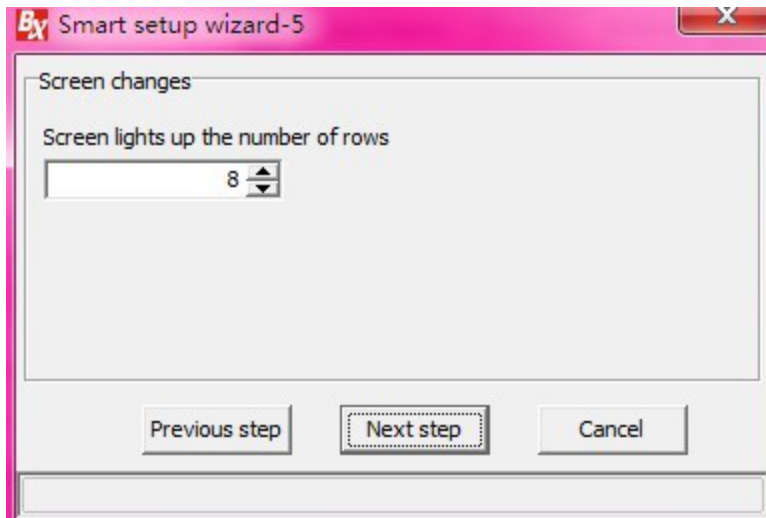 BX Smart setup wizard-5
X
Screen changes
Screen lights up the number of rows
8
Previous step Next step Cancel